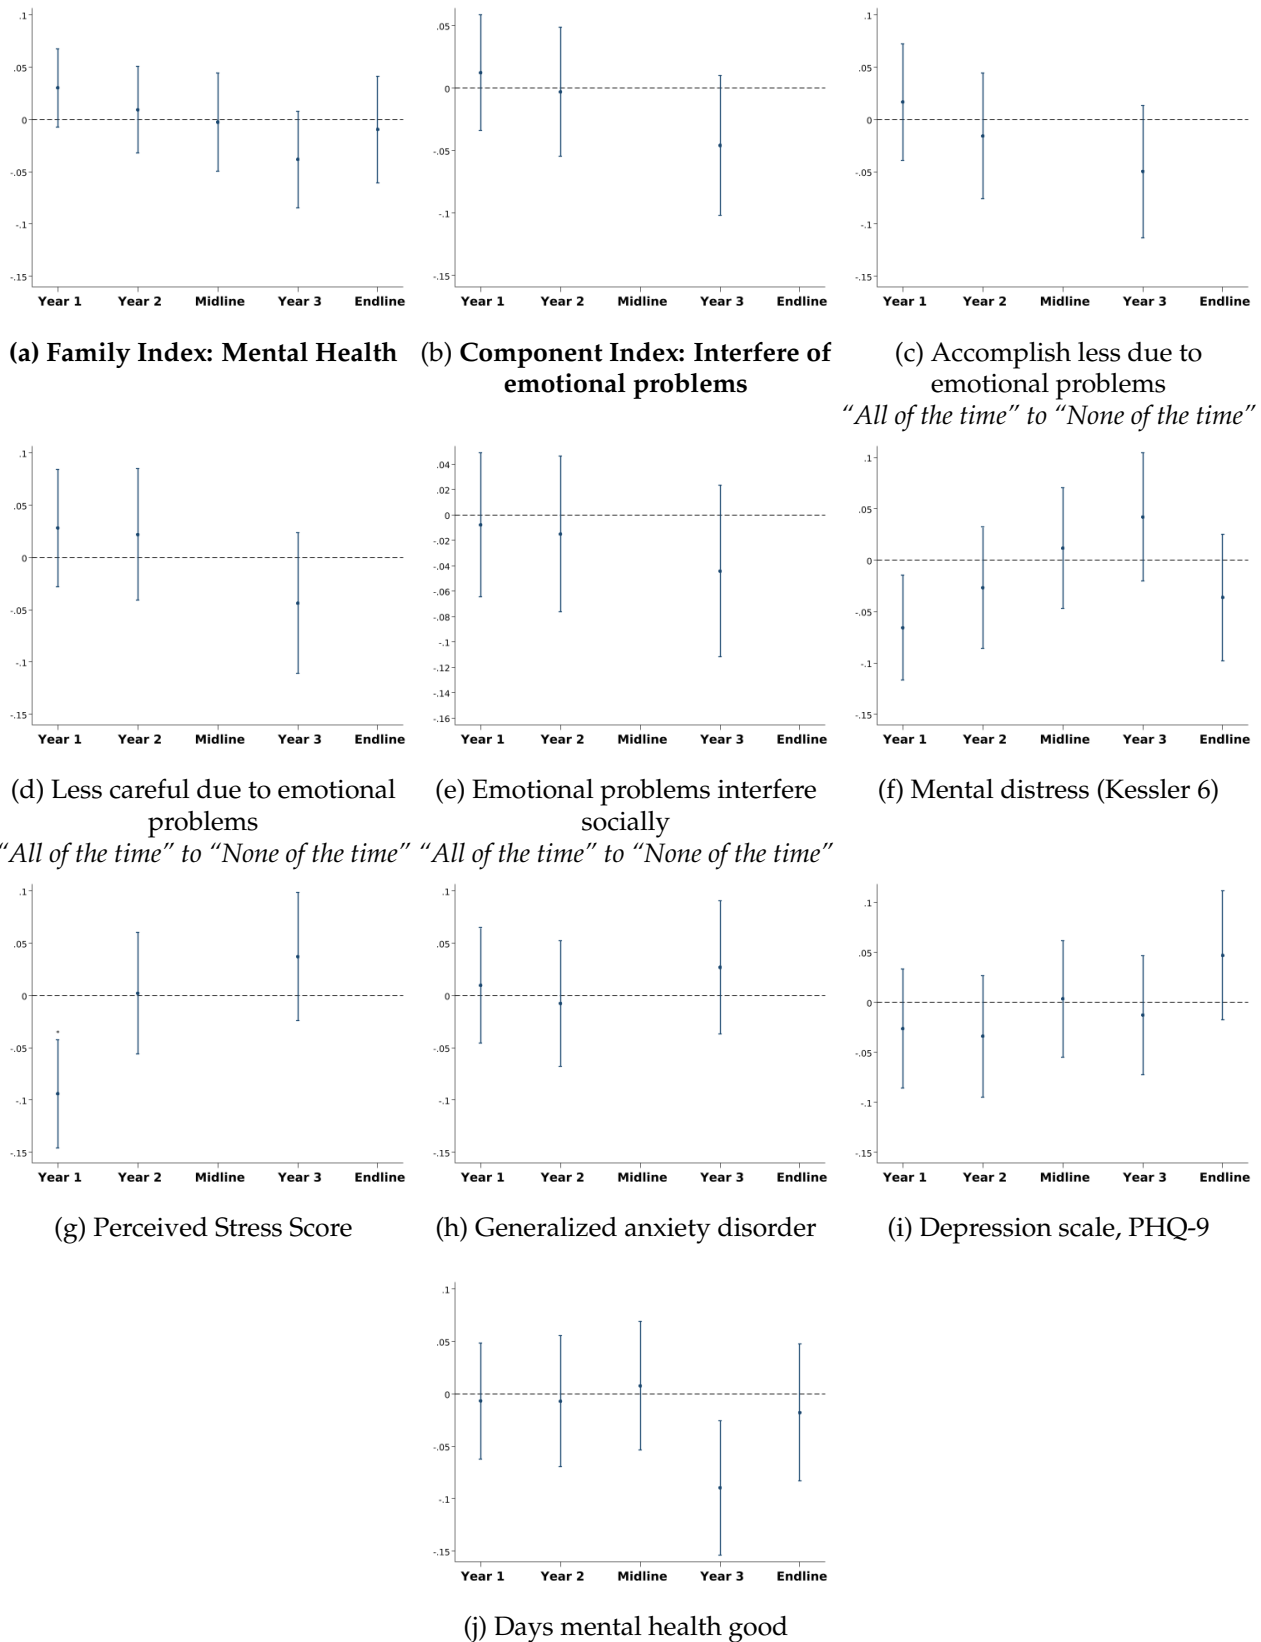 .1
.05
0
-.05
-.1
-.15
Year 1 Year 2 Midline Year 3 Endline
(a) Family Index: Mental Health
.05
0
-.05
-.1
-.15
Year 1 Year 2 Midline Year 3 Endline
(b) Component Index: Interfere of
emotional problems
.1
.05
0
-.05
-.1
-.15
Year 1 Year 2 Midline Year 3 Endline
(c) Accomplish less due to
emotional problems
“All of the time” to “None of the time”
.1
.05
0
-.05
-.1
-.15
Year 1 Year 2 Midline Year 3 Endline
(d) Less careful due to emotional
problems
“All of the time” to “None of the time”
.04
.02
0
-.02
-.04
-.06
-.08
-.1
-.12
-.14
-.16
Year 1 Year 2 Midline Year 3 Endline
(e) Emotional problems interfere
socially
“All of the time” to “None of the time”
.1
.05
0
-.05
-.1
-.15
Year 1 Year 2 Midline Year 3 Endline
(f) Mental distress (Kessler 6)
.1
.05
0
-.05
-.1
-.15
*
Year 1 Year 2 Midline Year 3 Endline
(g) Perceived Stress Score
.1
.05
0
-.05
-.1
-.15
Year 1 Year 2 Midline Year 3 Endline
(h) Generalized anxiety disorder
.1
.05
0
-.05
-.1
-.15
Year 1 Year 2 Midline Year 3 Endline
(i) Depression scale, PHQ-9
.1
.05
0
-.05
-.1
-.15
Year 1 Year 2 Midline Year 3 Endline
(j) Days mental health good